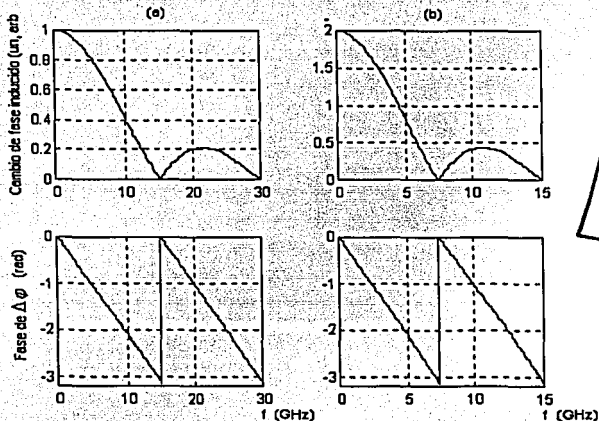 (a)
(b)
Cambio de fase inducido (un, arb
1
0.8
0.6
0.4
0.2
0
0 10 20 30
2
1.5
1
0.5
0
0 5 10 15
Fase de Δφ (rad)
0
-1
-2
-3
0 10 20 30
f (GHz)
0
-1
-2
-3
0 5 10 15
f (GHz)